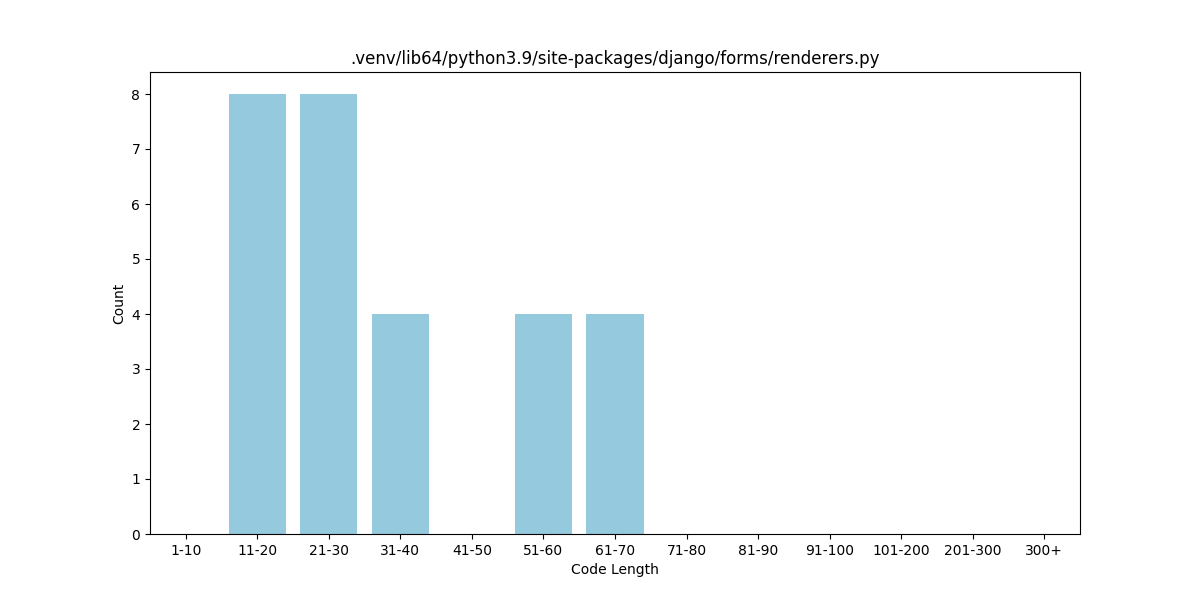 .venv/lib64/python3.9/site-packages/django/forms/renderers.py
8
7
6
5
4
3
2
1
0
Count
1-10 11-20 21-30 31-40 41-50 51-60 61-70 71-80 81-90 91-100 101-200 201-300 300+
Code Length